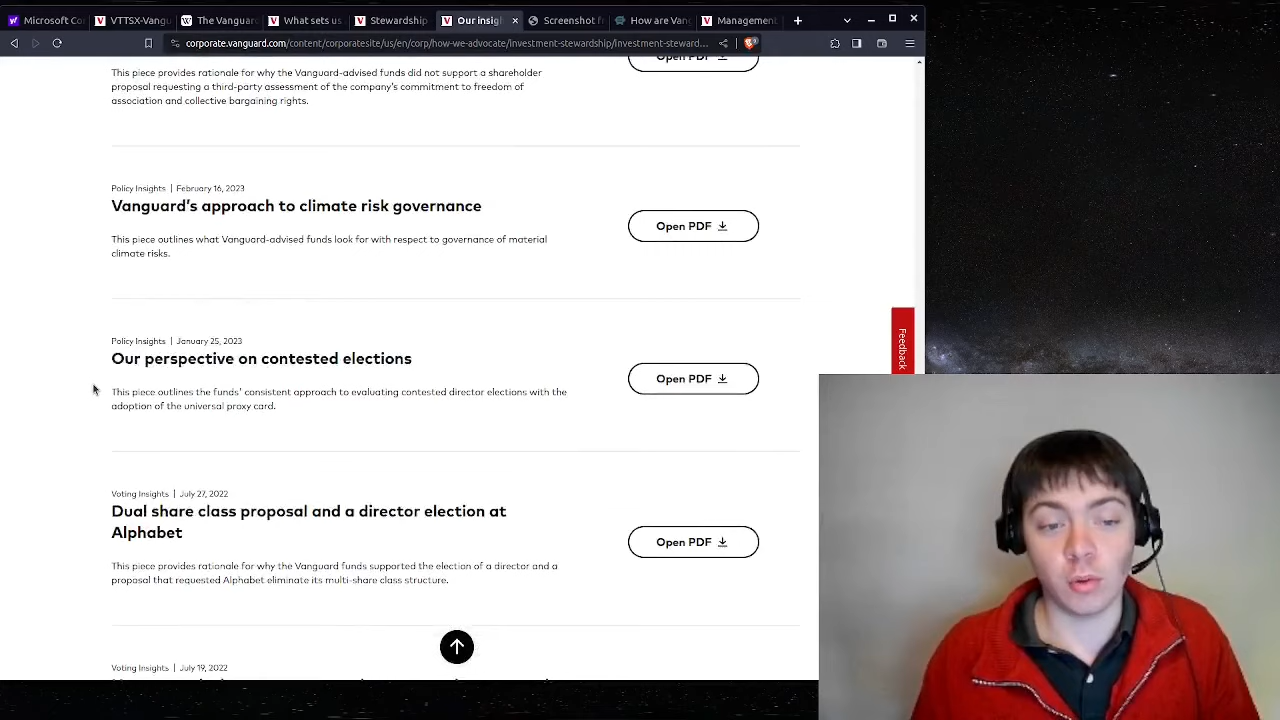 Microsoft Co
VTTSX-Vangu
The Vanguar
What sets us
Stewardship
Our insig
Screenshot f
How are Van
Management
corporate.vanguard.com/content/corporatesite/us/en/corp/how-we-advocate/investment-stewardship/investment-steward...
Open PDF
This piece provides rationale for why the Vanguard-advised funds did not support a shareholder
proposal requesting a third-party assessment of the company's commitment to freedom of
association and collective bargaining rights.
Policy Insights | February 16, 2023
Vanguard's approach to climate risk governance
Open PDF
This piece outlines what Vanguard-advised funds look for with respect to governance of material
climate risks.
Feedback
Policy Insights | January 25, 2023
Our perspective on contested elections
Open PDF
This piece outlines the funds' consistent approach to evaluating contested director elections with the
adoption of the universal proxy card.
Voting Insights | July 27, 2022
Dual share class proposal and a director election at
Alphabet
Open PDF
This piece provides rationale for why the Vanguard funds supported the election of a director and a
proposal that requested Alphabet eliminate its multi-share class structure.
Voting Insights | July 19, 2022